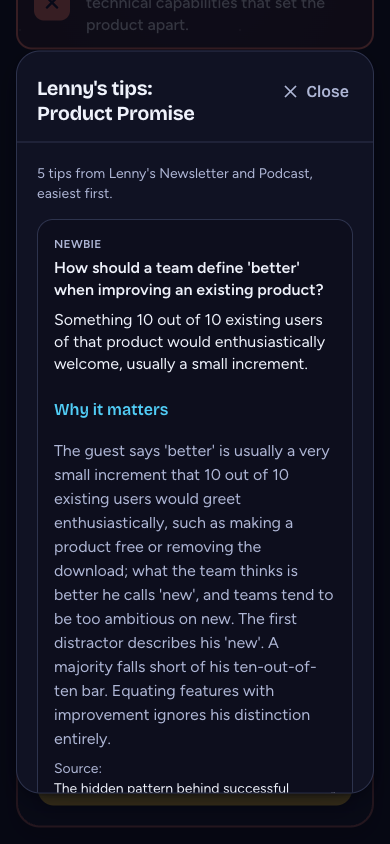 technical capabilities that set the
product apart.
Lenny's tips:
Product Promise
Close
5 tips from Lenny's Newsletter and Podcast,
easiest first.
NEWBIE
How should a team define 'better'
when improving an existing product?
Something 10 out of 10 existing users
of that product would enthusiastically
welcome, usually a small increment.
Why it matters
The guest says 'better' is usually a very
small increment that 10 out of 10
existing users would greet
enthusiastically, such as making a
product free or removing the
download; what the team thinks is
better he calls 'new', and teams tend to
be too ambitious on new. The first
distractor describes his 'new'. A
majority falls short of his ten-out-of-
ten bar. Equating features with
improvement ignores his distinction
entirely.
Source:
The hidden pattern behind successful